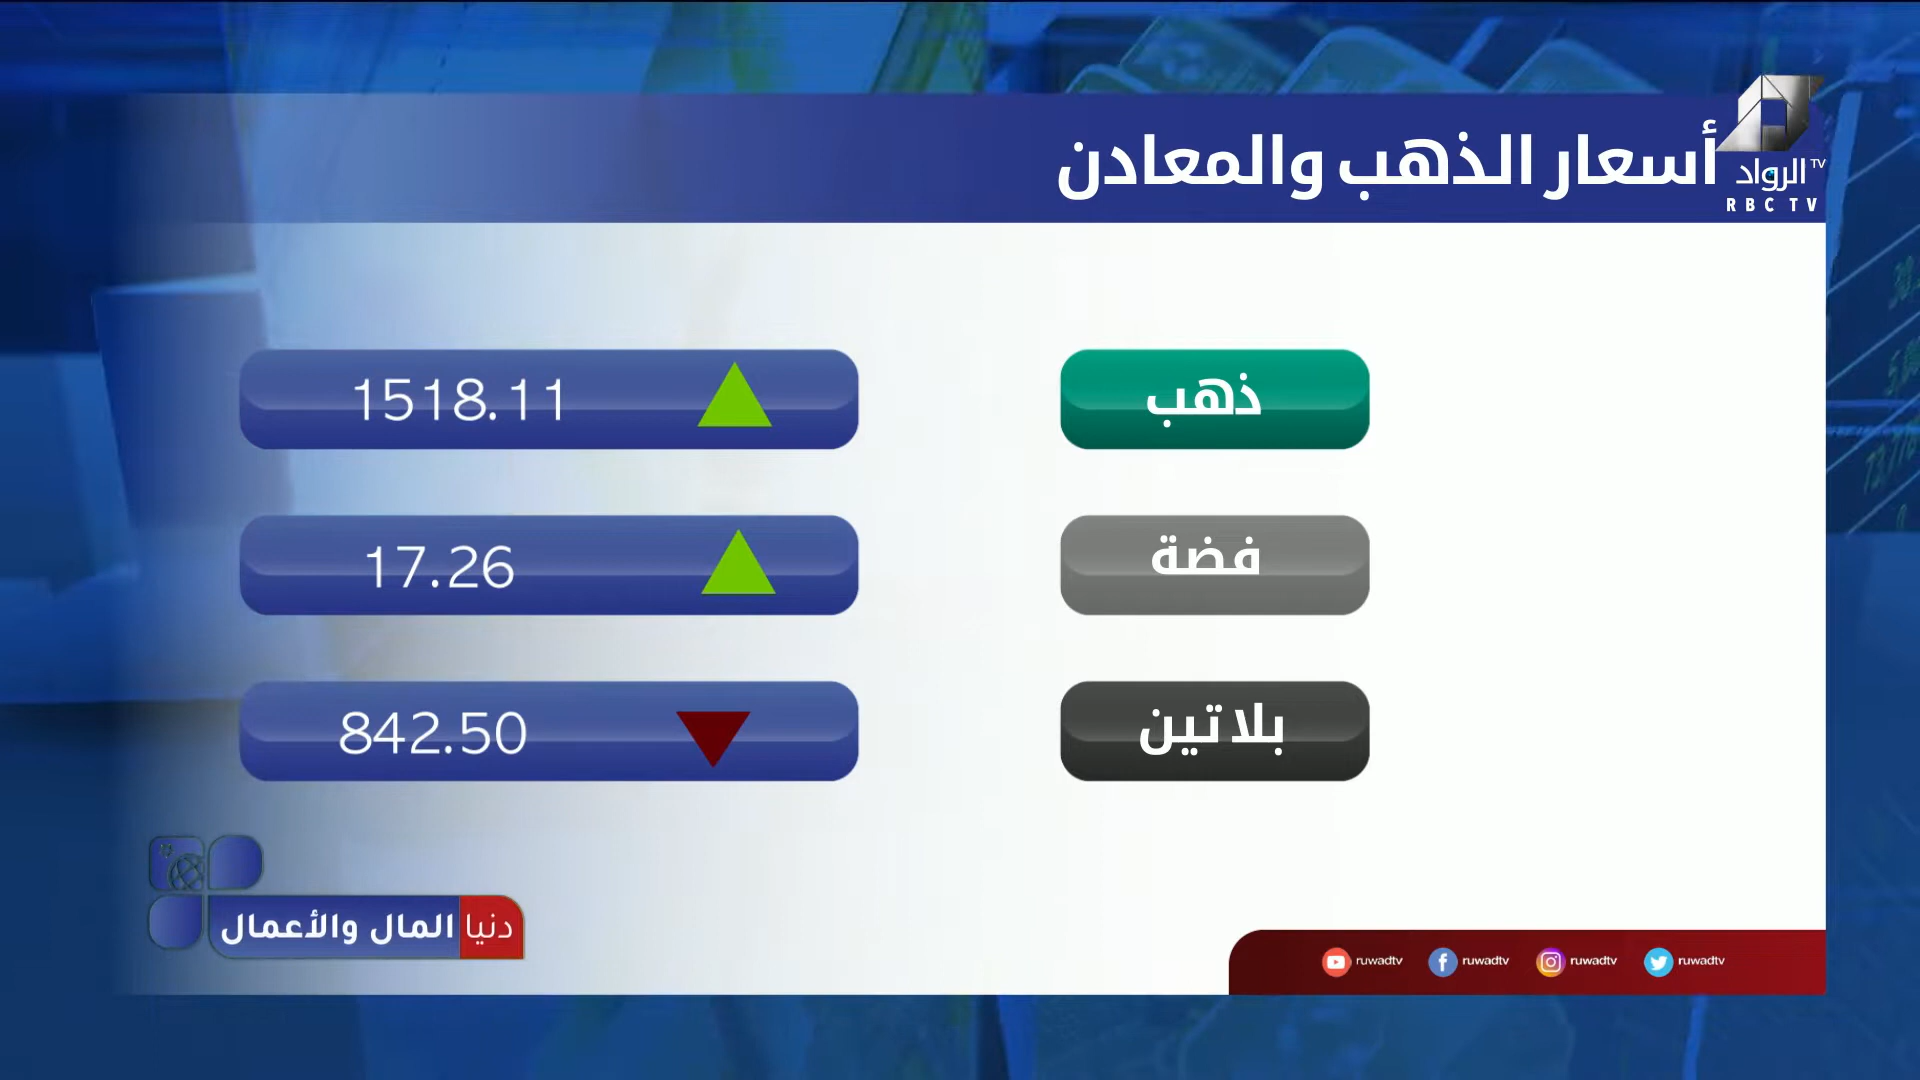 أسعار الذهب والمعادن
الرواد TV
RBC TV
ذهب
1518.11
فضة
17.26
بلاتين
842.50
دنيا المال والأعمال
ruwadtv ruwadtv ruwadtv ruwadtv